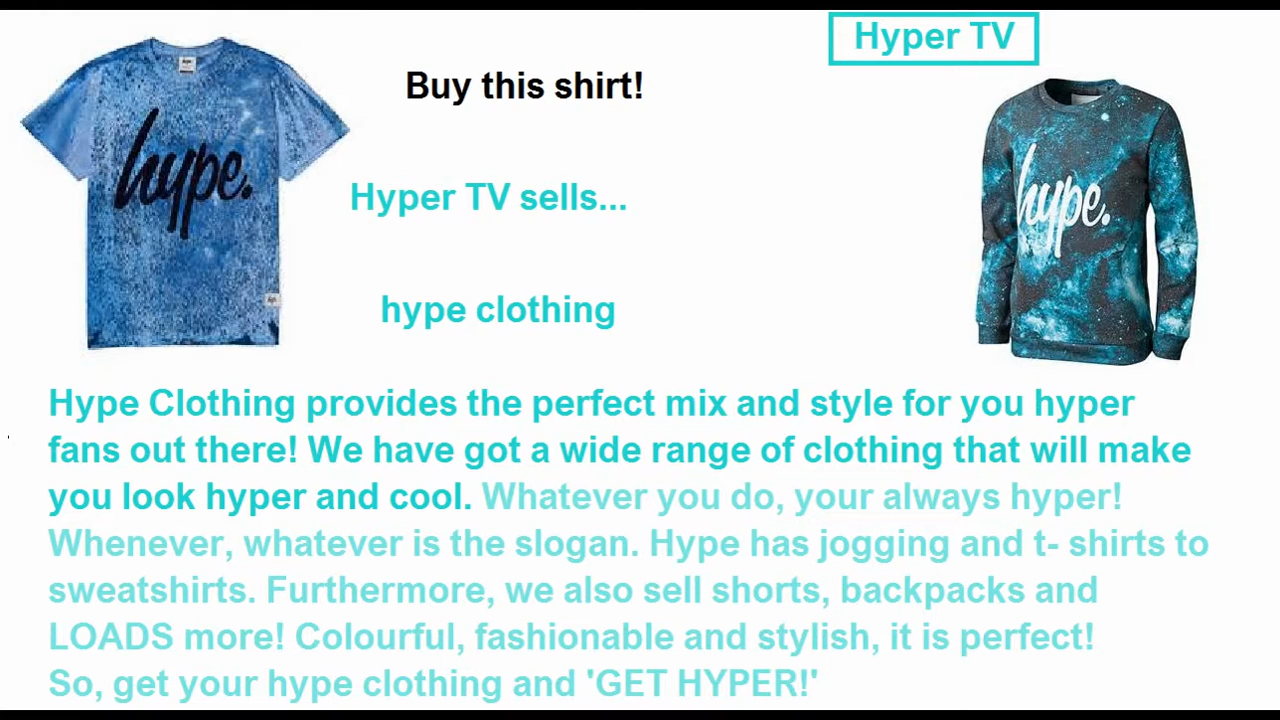 Hyper TV
Buy this shirt!
hype.
hype.
Hyper TV sells...
hype clothing
Hype Clothing provides the perfect mix and style for you hyper
fans out there! We have got a wide range of clothing that will make
you look hyper and cool. Whatever you do, your always hyper!
Whenever, whatever is the slogan. Hype has jogging and t- shirts to
sweatshirts. Furthermore, we also sell shorts, backpacks and
LOADS more! Colourful, fashionable and stylish, it is perfect!
So, get your hype clothing and 'GET HYPER!'